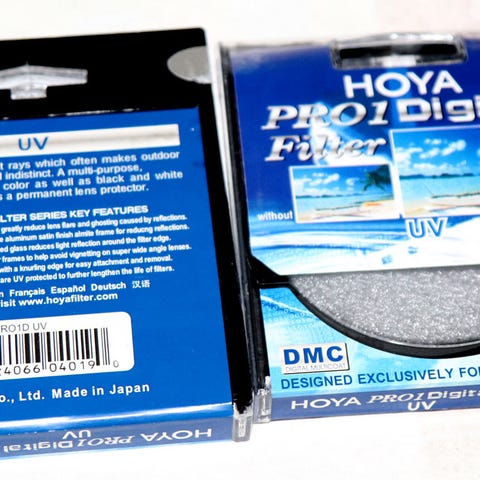 UV
rays which often makes outdoor
indistinct. A multi-purpose,
color as well as black and white
s a permanent lens protector.
LTER SERIES KEY FEATURES
greatly reduce lens flare and ghosting caused by reflections.
aluminum satin finish almite frame for reducng reflections.
ed glass reduces light reflection around the filter edge.
frames to help avoid vignetting on super wide angle lenses.
with a knurling edge for easy attachment and removal.
are UV protected to further lengthen the life of filters.
Français Español Deutsch 汉语
isit www.hoyafilter.com
RO1D UV
24066 04019 0
o., Ltd. Made in Japan
HOYA PRO1 Digital
UV
HOYA
PRO1 Digit
Filter
without
UV
DMC
DIGITAL MULTICOAT
DESIGNED EXCLUSIVELY FOR
HOYA PRO1 Digital
UV